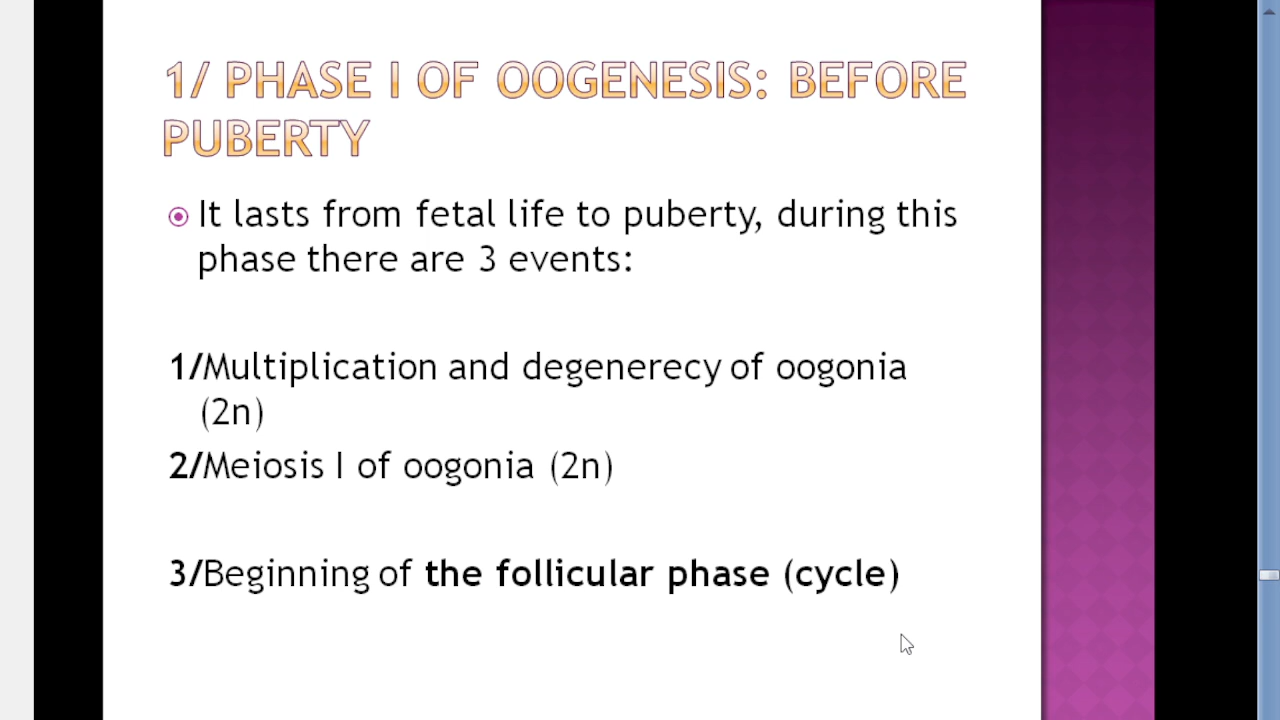 1/ PHASE I OF OOGENESIS: BEFORE
PUBERTY
It lasts from fetal life to puberty, during this
phase there are 3 events:
1/Multiplication and degenerecy of oogonia
(2n)
2/Meiosis I of oogonia (2n)
3/Beginning of the follicular phase (cycle)